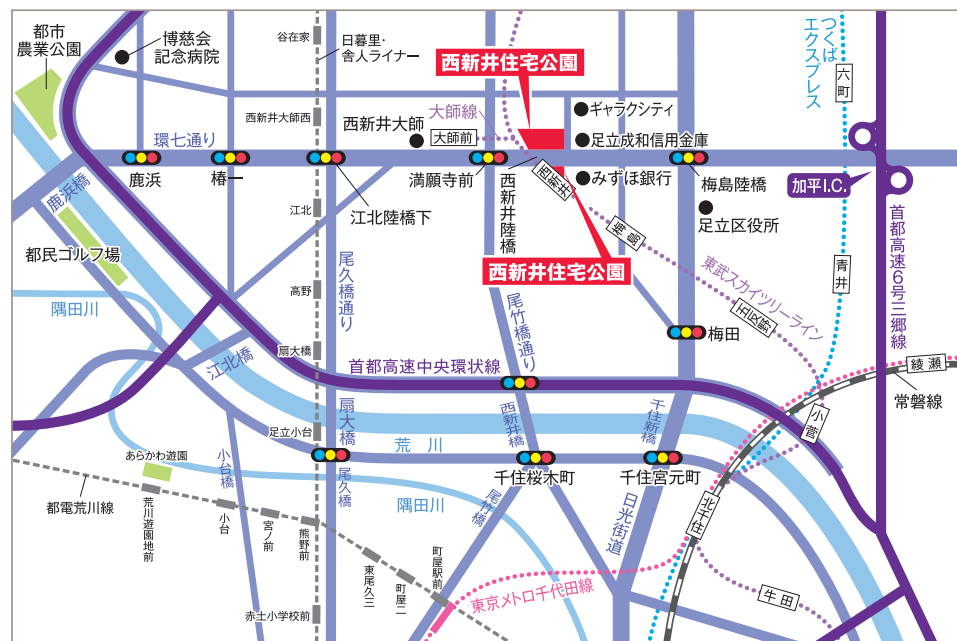 都市
農業公園
博慈会
記念病院
谷在家
日暮里・
舎人ライナー
西新井住宅公園
つくば
エクスプレス
六町
西新井大師西
西新井大師
大師線
大師前
ギャラクシティ
足立成和信用金庫
環七通り
鹿浜
椿一
江北陸橋下
満願寺前
西新井陸橋
西新井
みずほ銀行
梅島陸橋
加平I.C.
鹿浜橋
江北
足立区役所
梅島
首都高速6号三郷線
都民ゴルフ場
西新井住宅公園
青井
東武スカイツリーライン
隅田川
高野
尾久橋通り
尾竹橋通り
五反野
梅田
扇大橋
江北橋
首都高速中央環状線
綾瀬
常磐線
足立小台
扇大橋
荒川
西新井橋
千住新橋
小菅
あらかわ遊園
小台橋
尾久橋
千住桜木町
千住宮元町
都電荒川線
荒川遊園地前
小台
宮ノ前
熊野前
隅田川
尾竹橋
日光街道
北千住
東尾久三
町屋二
町屋駅前
東京メトロ千代田線
牛田
赤土小学校前